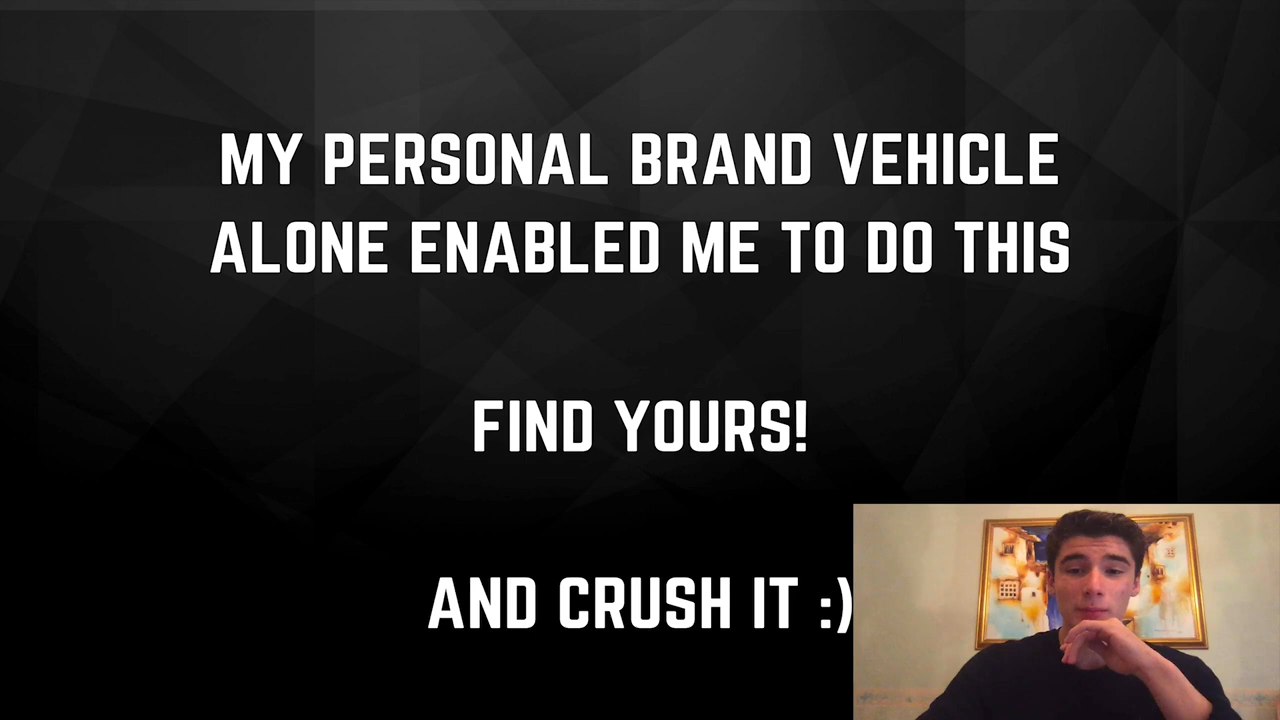 MY PERSONAL BRAND VEHICLE
ALONE ENABLED ME TO DO THIS
FIND YOURS!
AND CRUSH IT :)